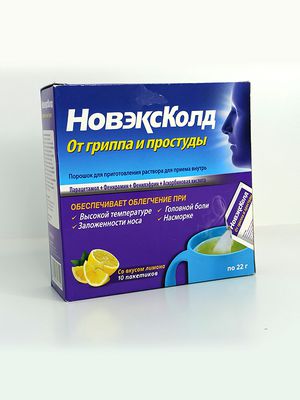 НовэксКолд
От гриппа и простуды
Порошок для приготовления раствора для приема внутрь
Парацетамол + Фенирамин + Фенилэфрин + Аскорбиновая кислота
ОБЕСПЕЧИВАЕТ ОБЛЕГЧЕНИЕ ПРИ
✓ Высокой температуре ✓ Головной боли
✓ Заложенности носа ✓ Насморке
Со вкусом лимона
10 пакетиков
НовэксКолд
по 22 г